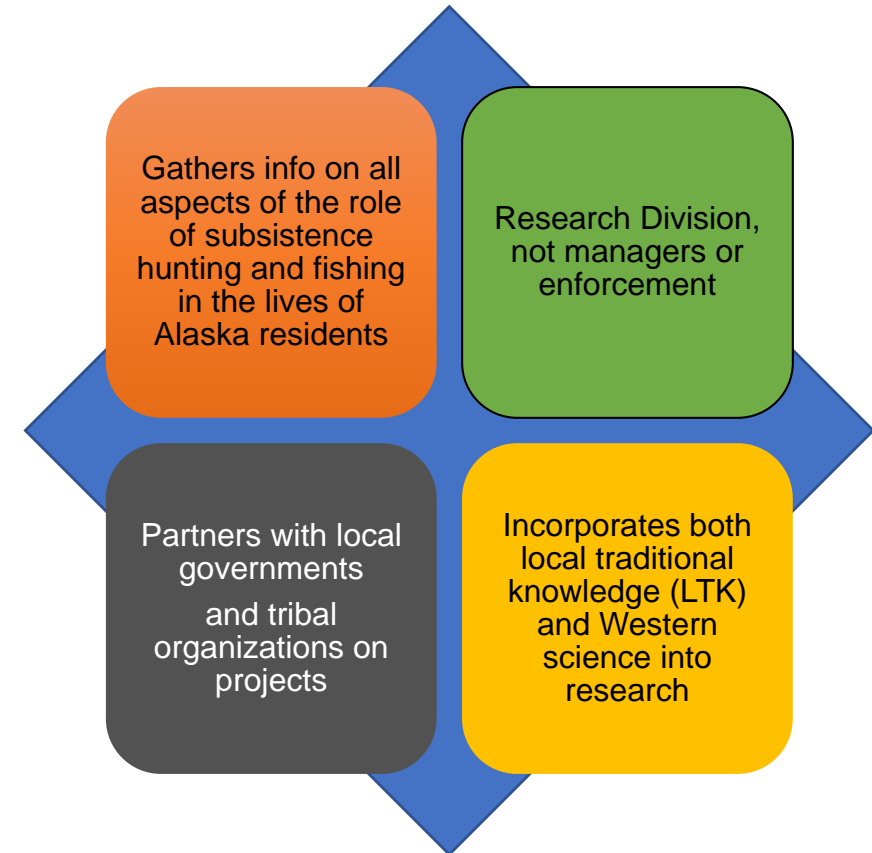 Gathers info on all
aspects of the role
of subsistence
hunting and fishing
in the lives of
Alaska residents
Research Division,
not managers or
enforcement
Partners with local
governments
and tribal
organizations on
projects
Incorporates both
local traditional
knowledge (LTK)
and Western
science into
research